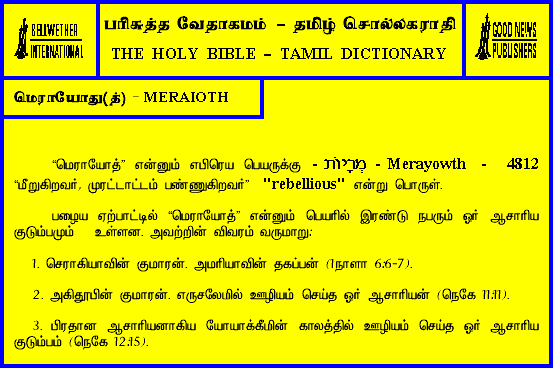 BELLWETHER
INTERNATIONAL
பரிசுத்த வேதாகமம் - தமிழ் சொல்லகராதி
THE HOLY BIBLE - TAMIL DICTIONARY
GOOD NEWS
PUBLISHERS
மெராயோது(த்) - MERAIOTH
“மெராயோத்” என்னும் எபிரெய பெயருக்கு - מְרָיוֹת - Merayowth - 4812
“மீறுகிறவர், முரட்டாட்டம் பண்ணுகிறவர்” "rebellious" என்று பொருள்.
பழைய ஏற்பாட்டில் “மெராயோத்” என்னும் பெயரில் இரண்டு நபரும் ஓர் ஆசாரிய
குடும்பமும் உள்ளன. அவற்றின் விவரம் வருமாறு:
1. செராகியாவின் குமாரன். அமரியாவின் தகப்பன் (1நாளா 6:6-7).
2. அகிதூபின் குமாரன். எருசலேமில் ஊழியம் செய்த ஓர் ஆசாரியன் (நெகே 11:11).
3. பிரதான ஆசாரியனாகிய யோயாக்கீமின் காலத்தில் ஊழியம் செய்த ஓர் ஆசாரிய
குடும்பம் (நெகே 12:15).